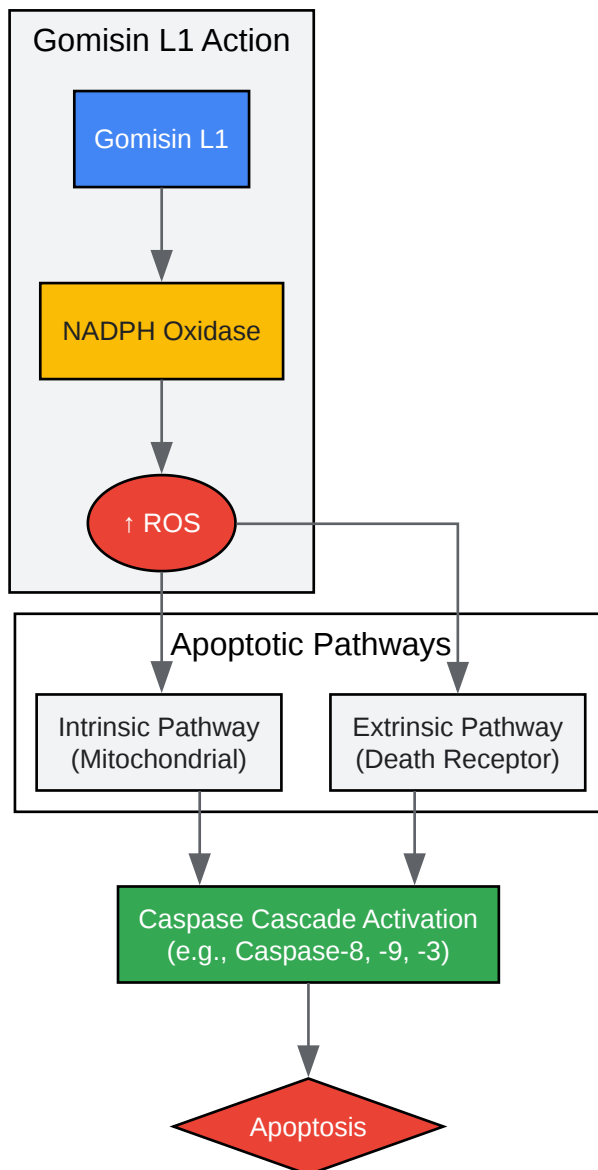 Gomisin L1 Action
Gomisin L1
NADPH Oxidase
↑ ROS
Apoptotic Pathways
Intrinsic Pathway
(Mitochondrial)
Extrinsic Pathway
(Death Receptor)
Caspase Cascade Activation
(e.g., Caspase-8, -9, -3)
Apoptosis